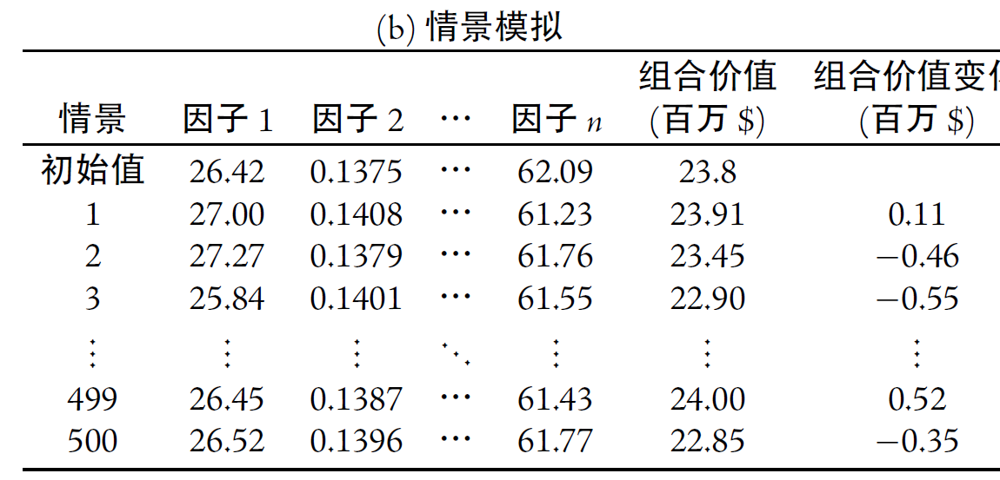 (b) 情景模拟
情景 因子 1 因子 2 ⋯ 因子 n 组合价值 (百万 $) 组合价值变化 (百万 $)
初始值 26.42 0.1375 ⋯ 62.09 23.8
1 27.00 0.1408 ⋯ 61.23 23.91 0.11
2 27.27 0.1379 ⋯ 61.76 23.45 −0.46
3 25.84 0.1401 ⋯ 61.55 22.90 −0.55
⋮ ⋮ ⋮ ⋱ ⋮ ⋮ ⋮
499 26.45 0.1387 ⋯ 61.43 24.00 0.52
500 26.52 0.1396 ⋯ 61.77 22.85 −0.35